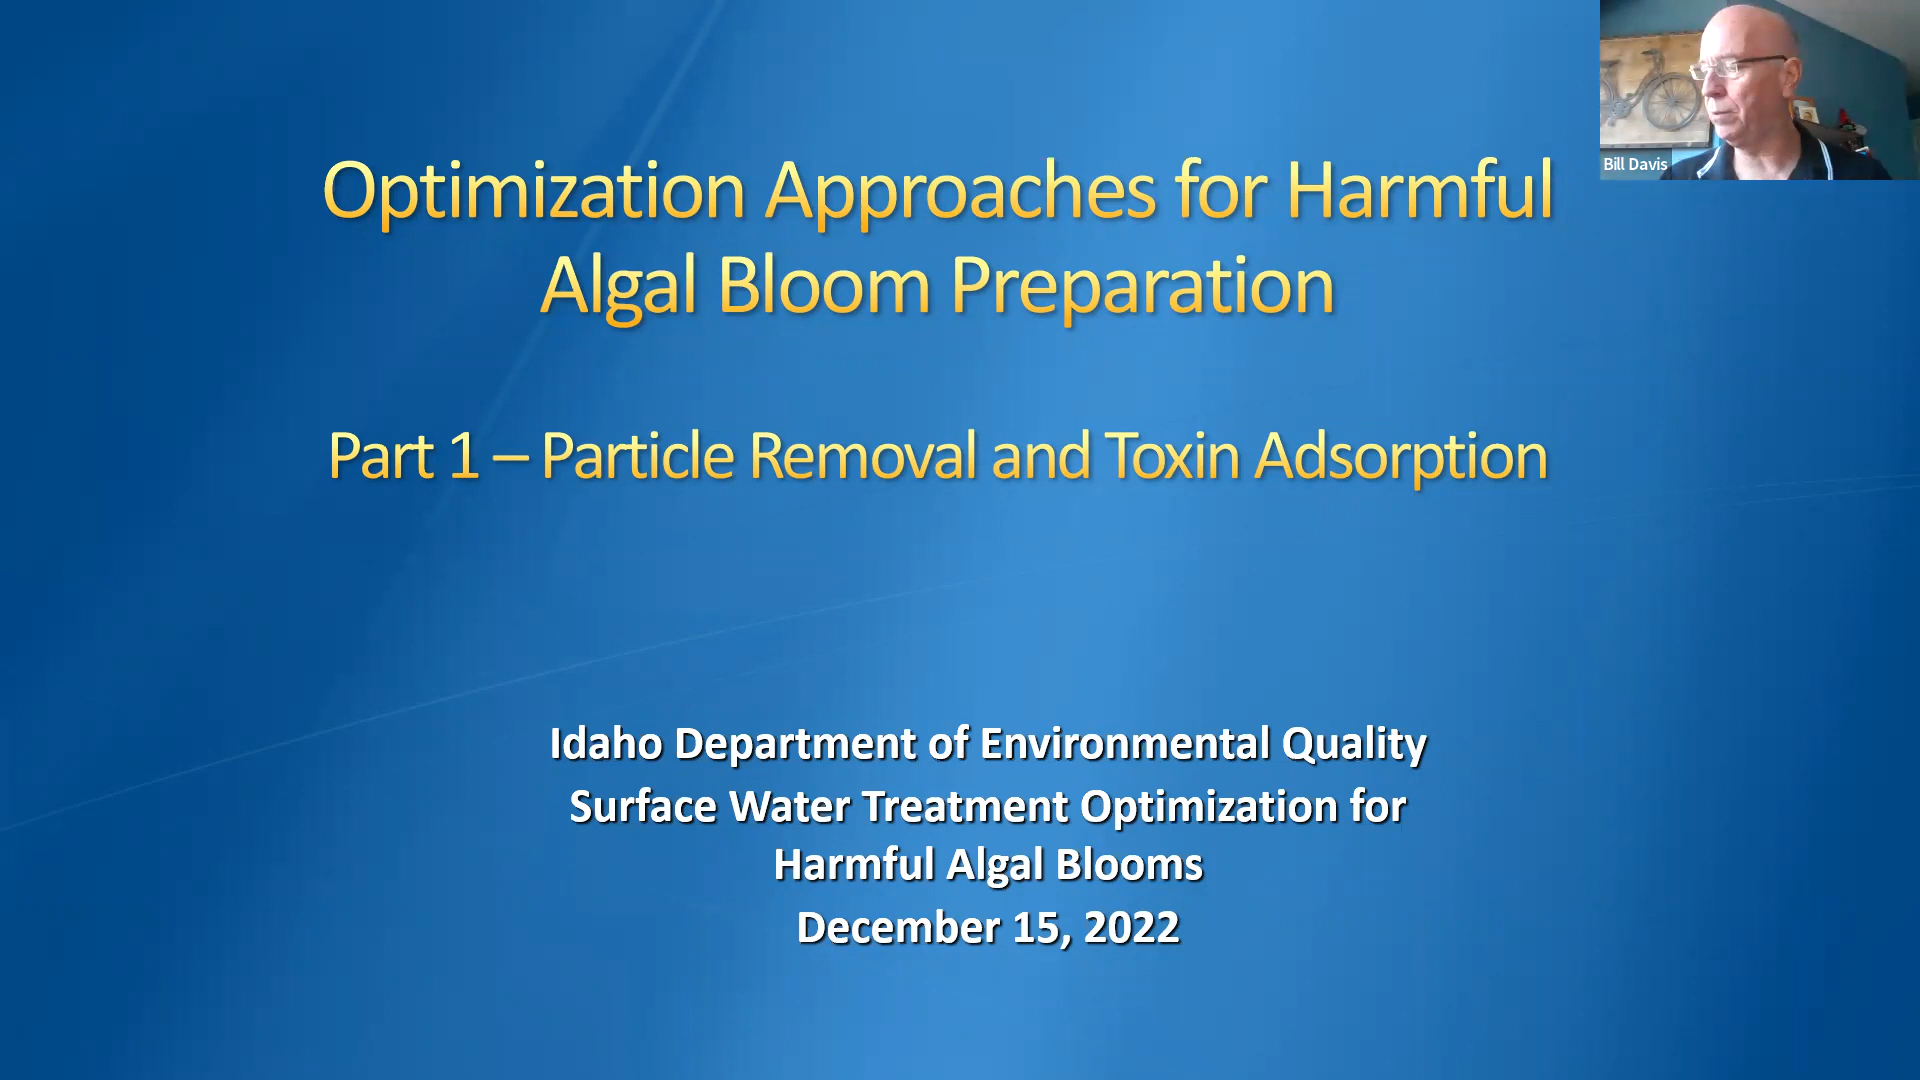 Optimization Approaches for Harmful
Algal Bloom Preparation
Part 1 – Particle Removal and Toxin Adsorption
Idaho Department of Environmental Quality
Surface Water Treatment Optimization for
Harmful Algal Blooms
December 15, 2022
Bill Davis